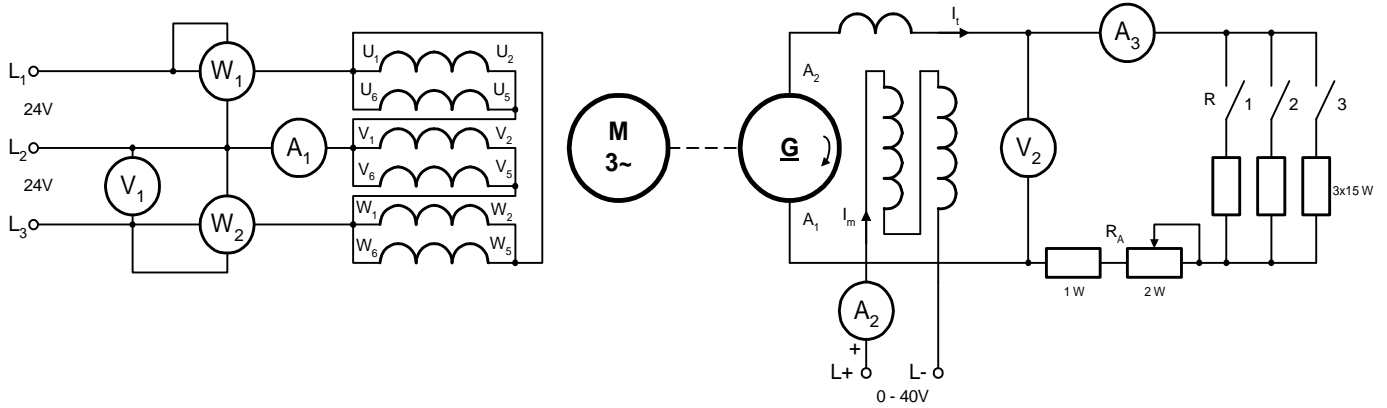 L1
24V
L2
24V
L3
W1
A1
V1
W2
U1 U2
U6 U5
V1 V2
V6 V5
W1 W2
W6 W5
M
3~
It
A2
G
A1
Im
A2
+
L+ L-
0 - 40V
V2
A3
R 1 2 3
3x15 W
RA
1 W 2 W